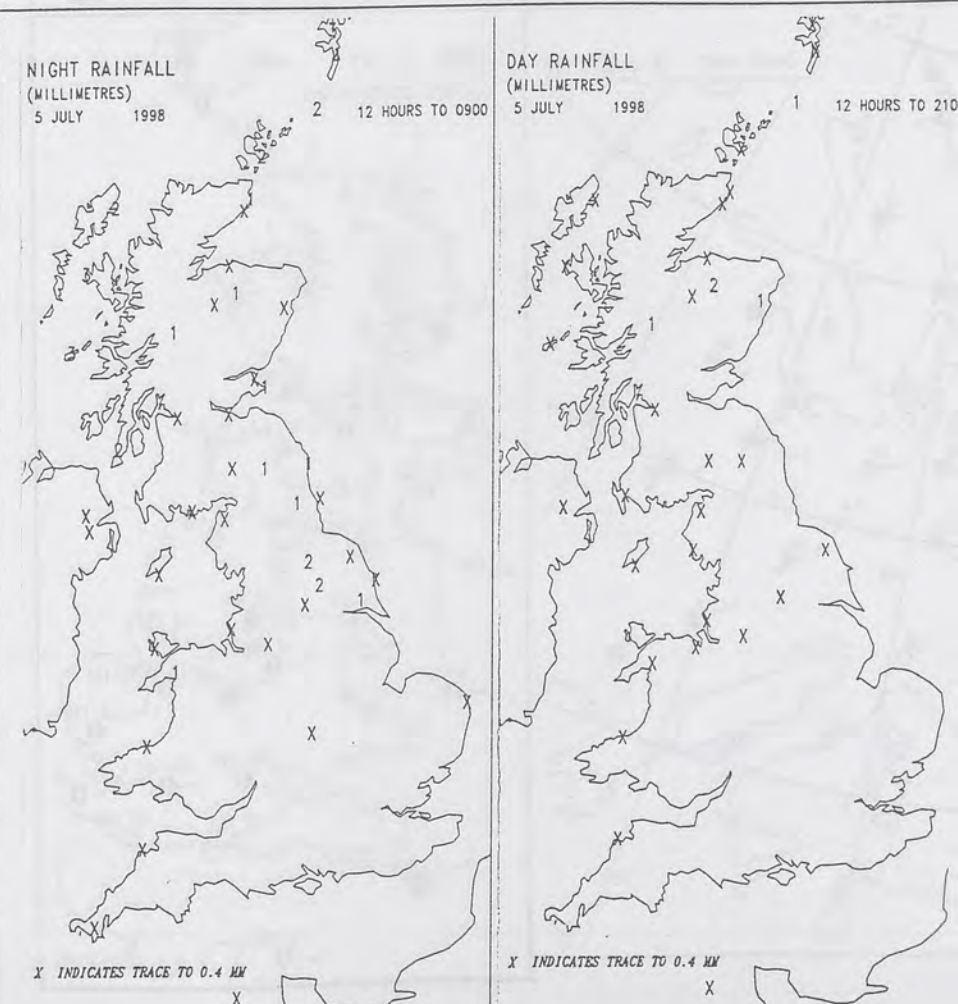 NIGHT RAINFALL
(MILLIMETRES)
5 JULY 1998
2
12 HOURS TO 0900
1
1
1
1
1
2
2
1
1
X INDICATES TRACE TO 0.4 MM
DAY RAINFALL
(MILLIMETRES)
5 JULY 1998
1
12 HOURS TO 210
2
1
1
X INDICATES TRACE TO 0.4 MM